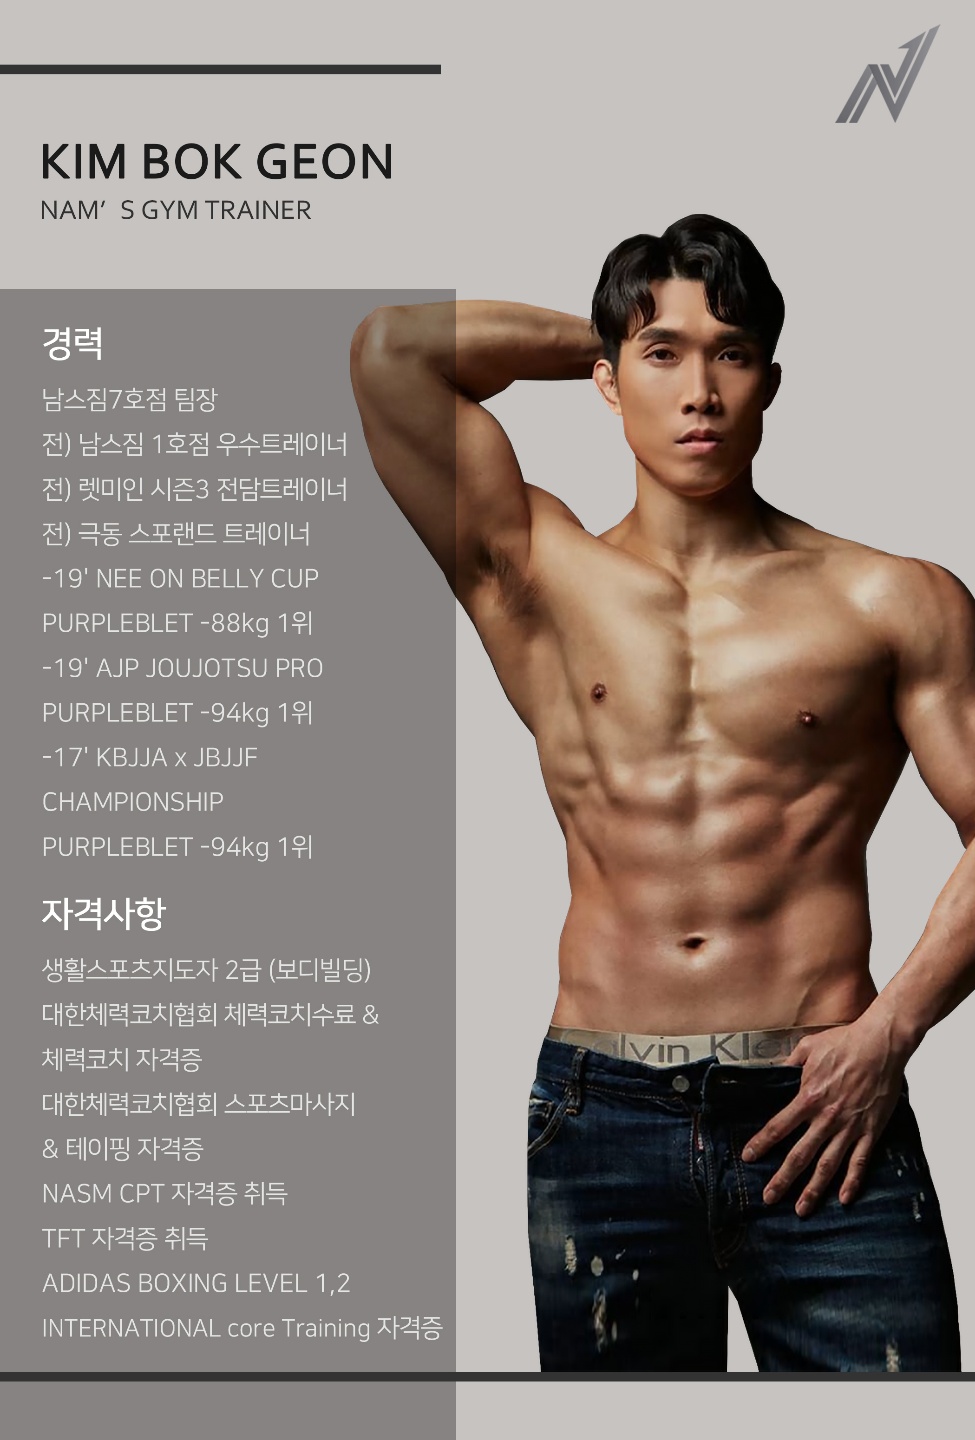 KIM BOK GEON
NAM’ S GYM TRAINER
경력
남스짐7호점 팀장
전) 남스짐 1호점 우수트레이너
전) 렛미인 시즌3 전담트레이너
전) 극동 스포랜드 트레이너
-19' NEE ON BELLY CUP
PURPLEBLET -88kg 1위
-19' AJP JOUJOTSU PRO
PURPLEBLET -94kg 1위
-17' KBJJA x JBJJF
CHAMPIONSHIP
PURPLEBLET -94kg 1위
자격사항
생활스포츠지도자 2급 (보디빌딩)
대한체력코치협회 체력코치수료 &
체력코치 자격증
대한체력코치협회 스포츠마사지
& 테이핑 자격증
NASM CPT 자격증 취득
TFT 자격증 취득
ADIDAS BOXING LEVEL 1,2
INTERNATIONAL core Training 자격증